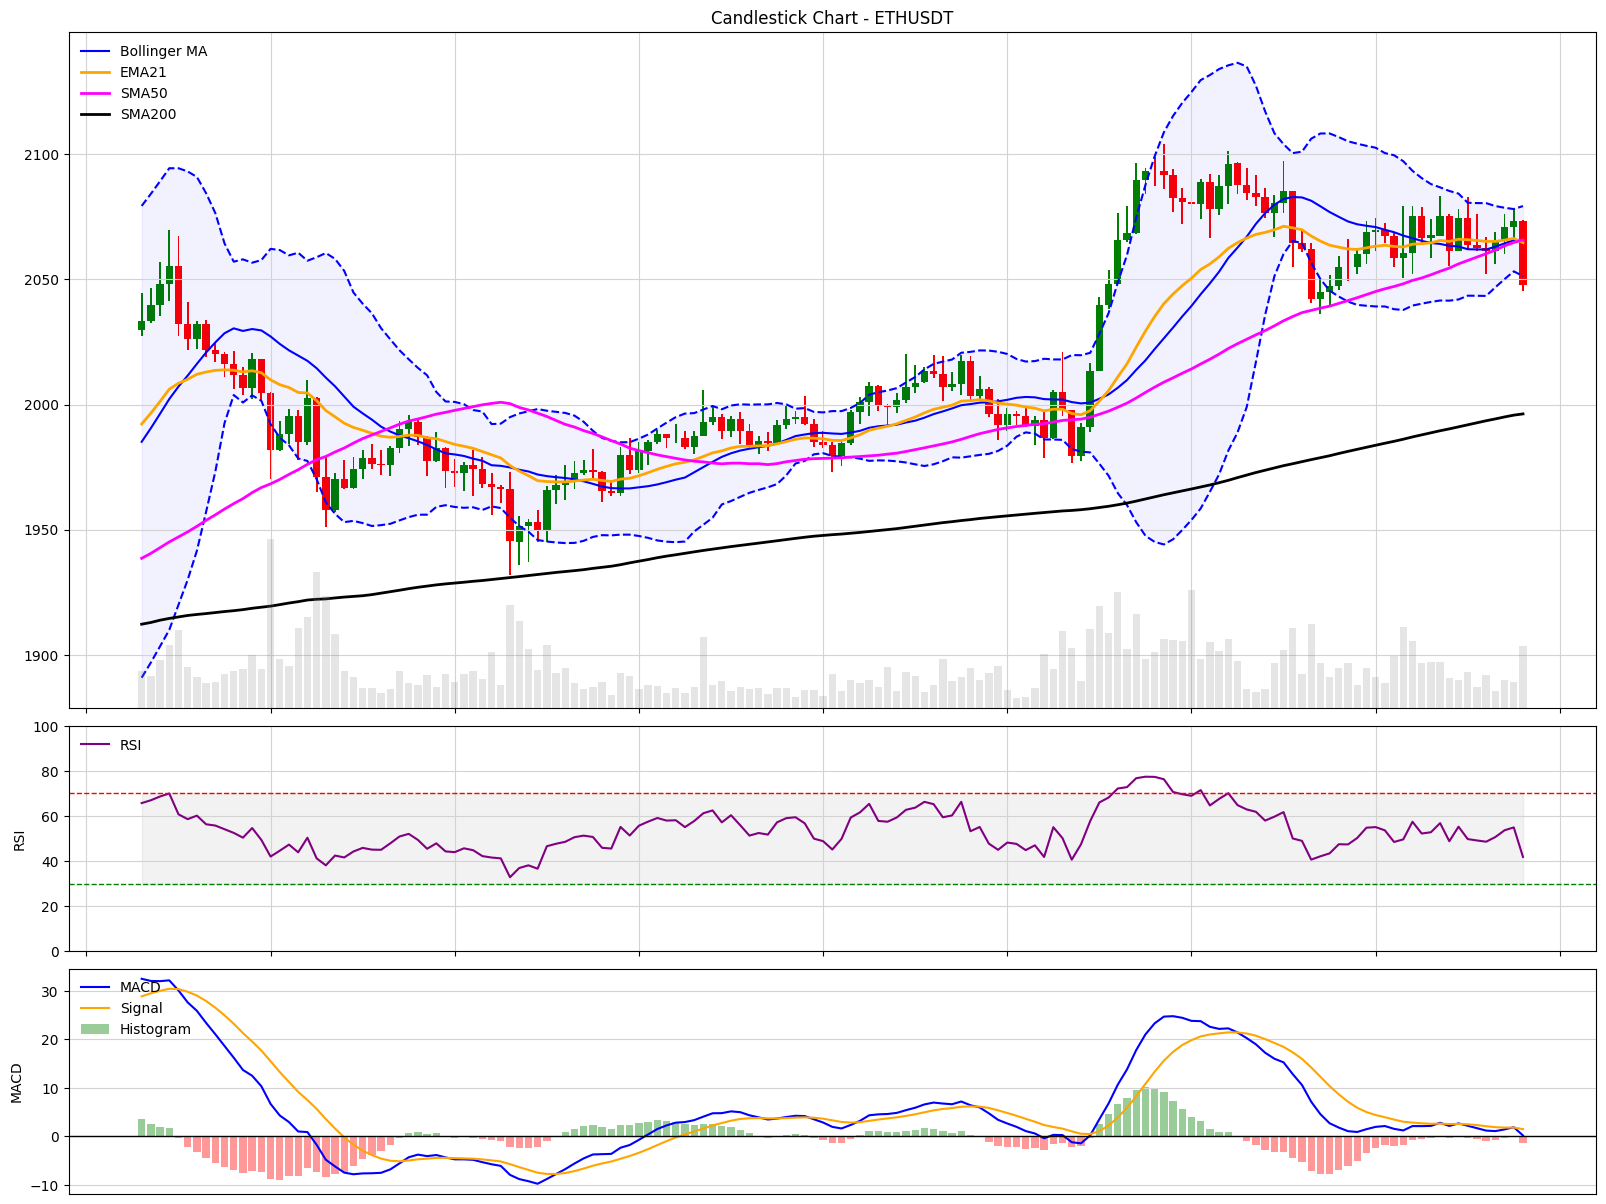 Candlestick Chart - ETHUSDT
Bollinger MA
EMA21
SMA50
SMA200
2100
2050
2000
1950
1900
100
80
60
40
20
0
RSI
RSI
30
20
10
0
−10
MACD
MACD
Signal
Histogram